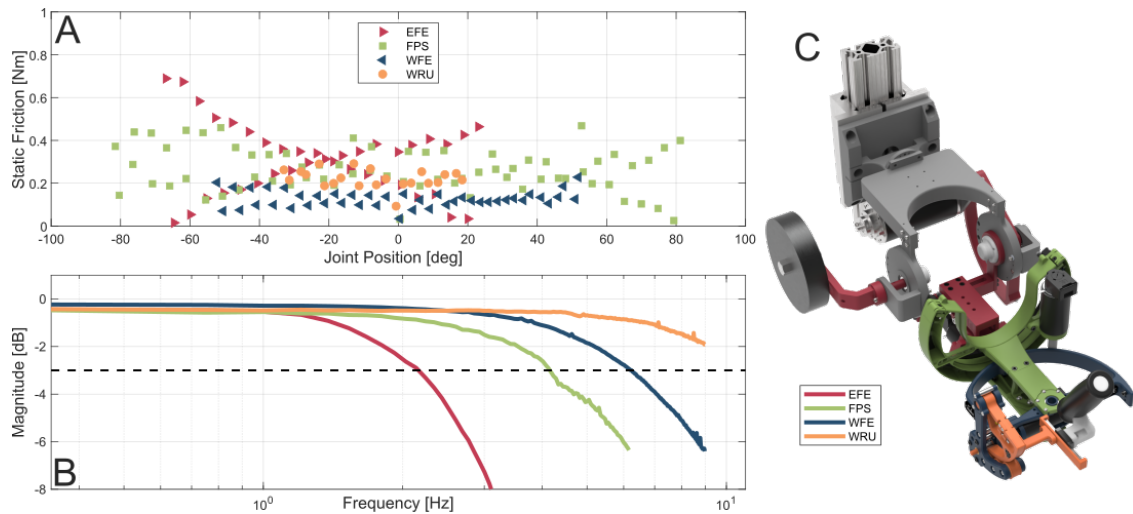 A
1
0.8
0.6
0.4
0.2
0
Static Friction [Nm]
EFE
FPS
WFE
WRU
-100
-80
-60
-40
-20
0
20
40
60
80
100
Joint Position [deg]
B
0
-2
-4
-6
-8
Magnitude [dB]
10^0
10^1
Frequency [Hz]
C
EFE
FPS
WFE
WRU